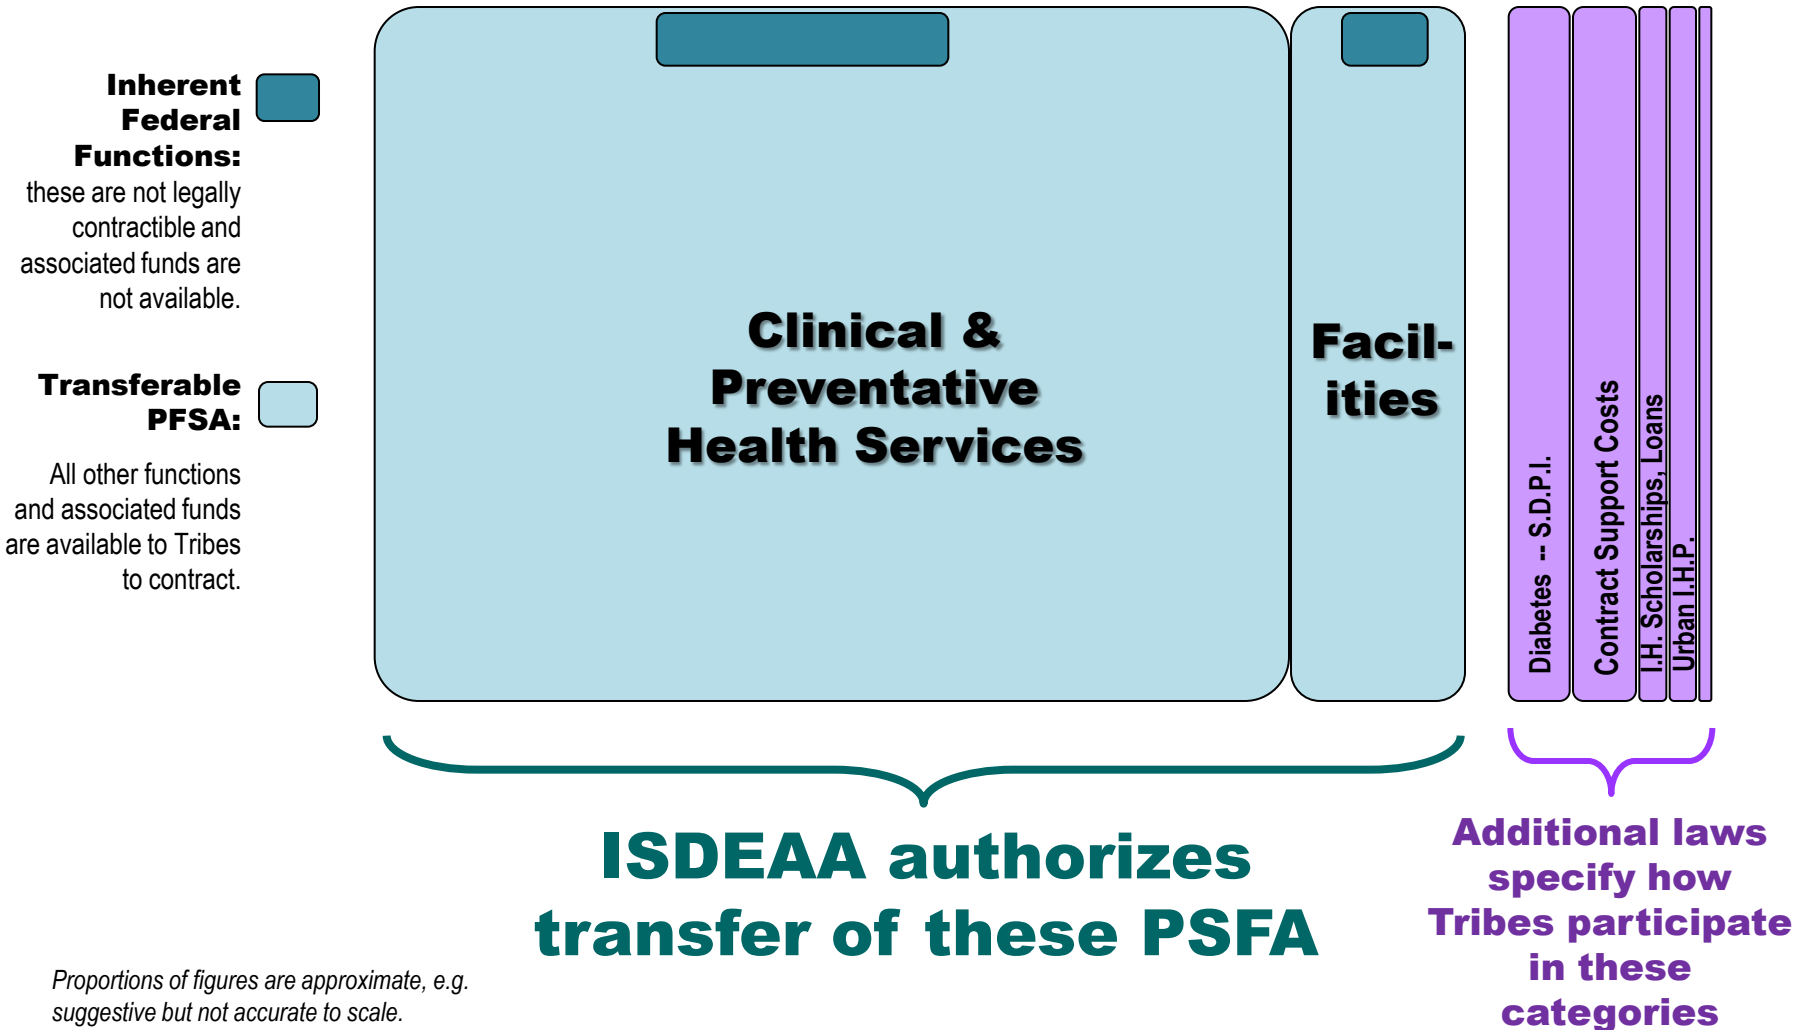 Inherent
Federal
Functions:
these are not legally
contractible and
associated funds are
not available.
Transferable
PFSA:
All other functions
and associated funds
are available to Tribes
to contract.
Clinical &
Preventative
Health Services
Facil-
ities
Diabetes -- S.D.P.I.
Contract Support Costs
I.H. Scholarships, Loans
Urban I.H.P.
ISDEAA authorizes
transfer of these PSFA
Additional laws
specify how
Tribes participate
in these
categories
Proportions of figures are approximate, e.g.
suggestive but not accurate to scale.